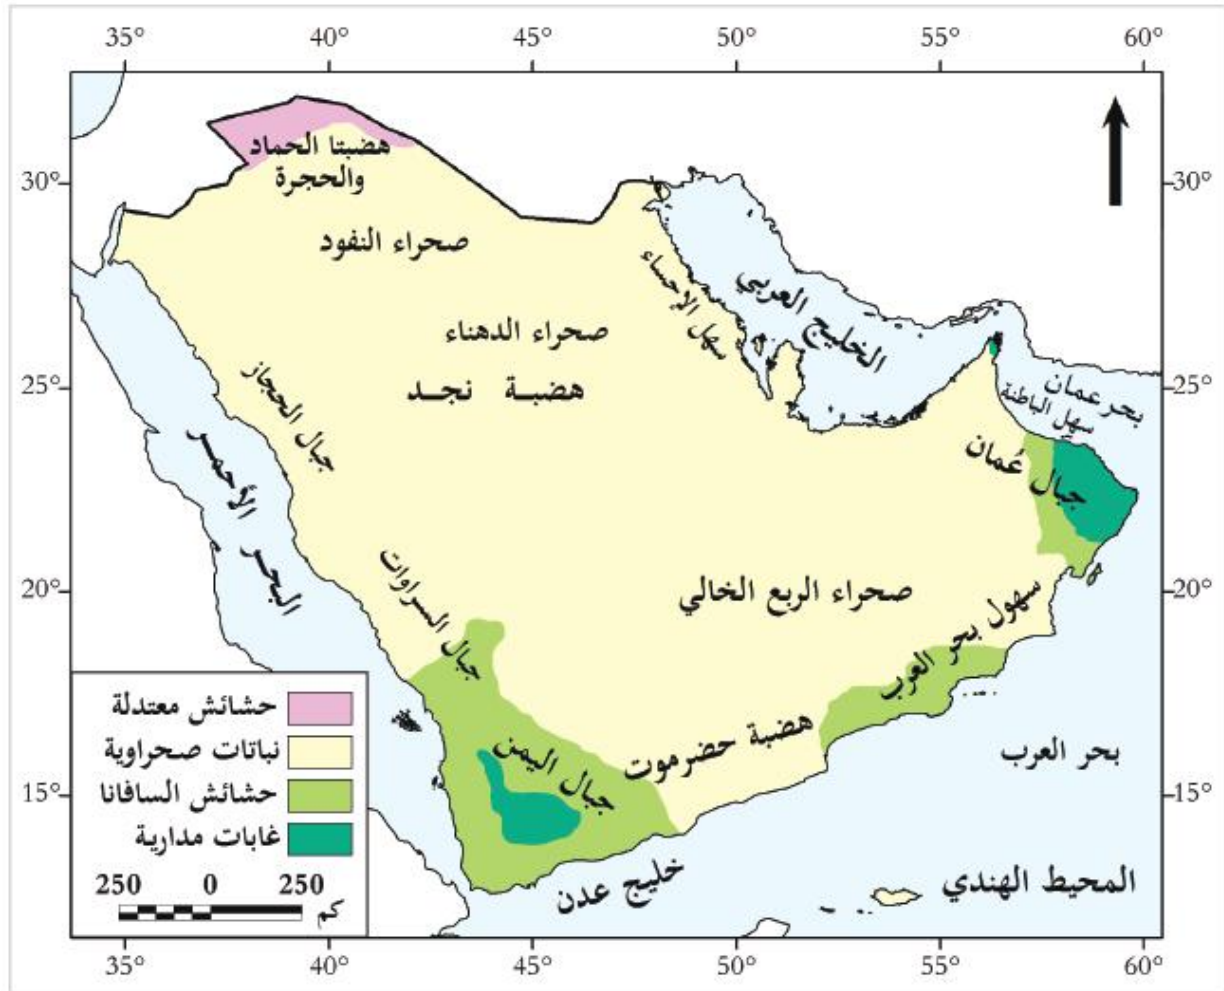 35° 40° 45° 50° 55° 60°
هضبتا الحماد
والحجرة
30° 30°
صحراء النفود
سهل الإحساء
الخليج العربي
صحراء الدهناء
هضبة نجد
25° 25°
بحر عمان
سهل الباطنة
جبال الحجاز
جبال عُمان
البحر الأحمر
جبال السراوات
صحراء الربع الخالي
20° 20°
سهول بحر العرب
هضبة حضرموت
جبال اليمن
بحر العرب
15° 15°
خليج عدن
المحيط الهندي
حشائش معتدلة
نباتات صحراوية
حشائش السافانا
غابات مدارية
250 0 250
كم
35° 40° 45° 50° 55° 60°